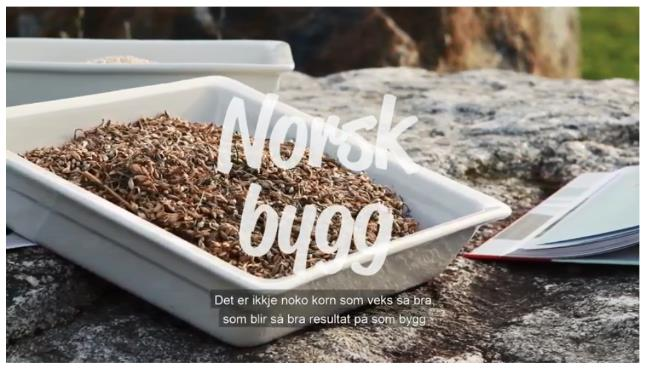 Norsk
bygg
Det er ikkje noko korn som veks så bra
som blir så bra resultat på som bygg